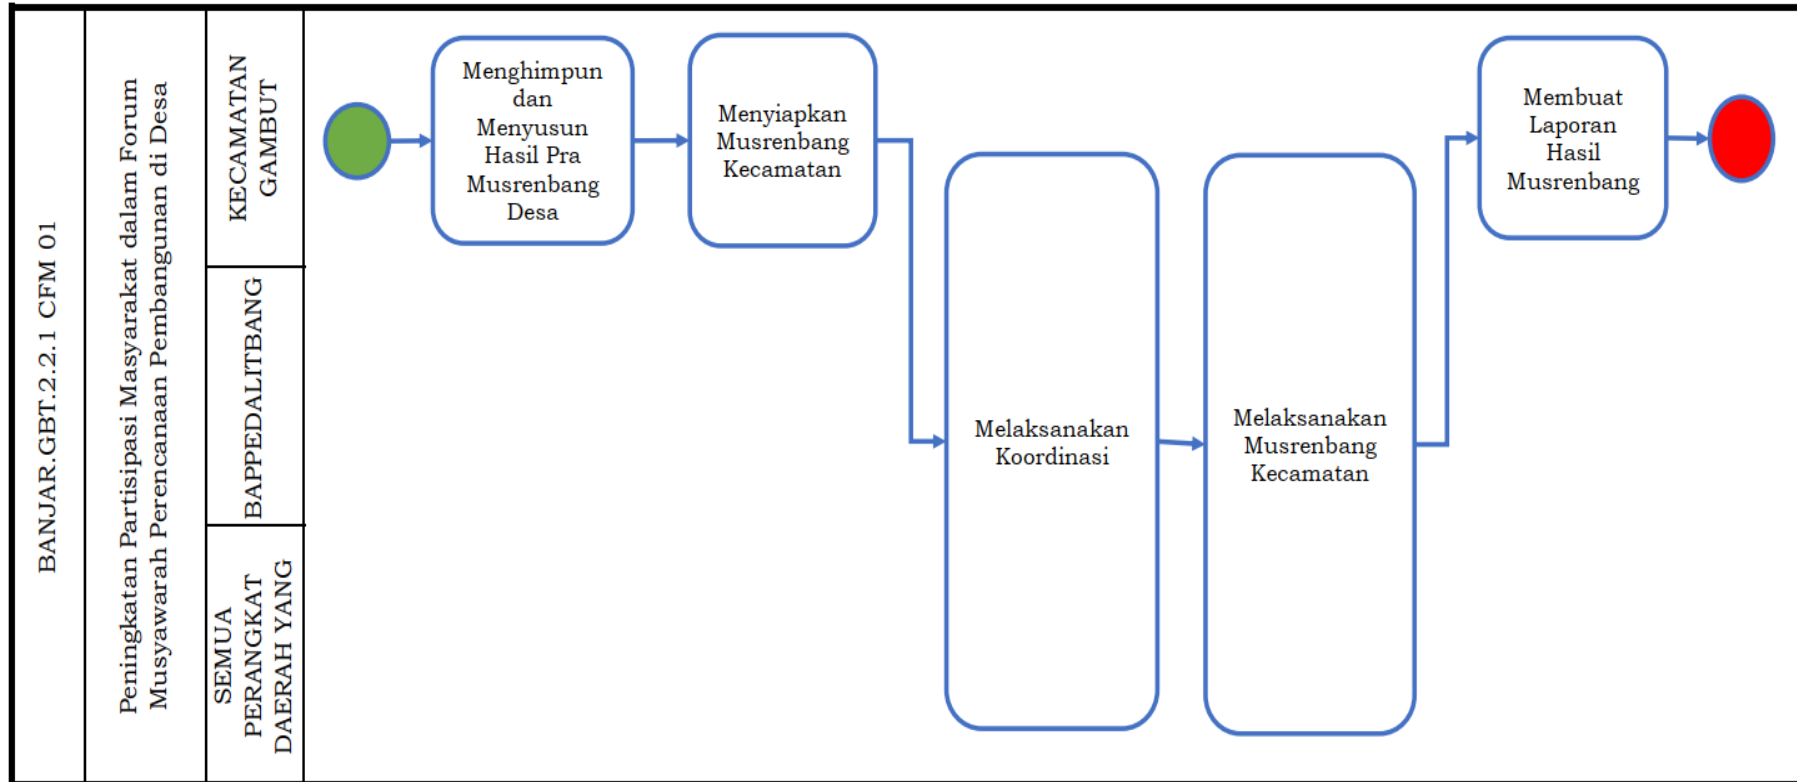 BANJAR.GBT.2.2.1 CFM 01
Peningkatan Partisipasi Masyarakat dalam Forum
Musyawarah Perencanaan Pembangunan di Desa
KECAMATAN
GAMBUT
BAPPEDALITBANG
SEMUA
PERANGKAT
DAERAH YANG
Menghimpun
dan
Menyusun
Hasil Pra
Musrenbang
Desa
Menyiapkan
Musrenbang
Kecamatan
Melaksanakan
Koordinasi
Melaksanakan
Musrenbang
Kecamatan
Membuat
Laporan
Hasil
Musrenbang